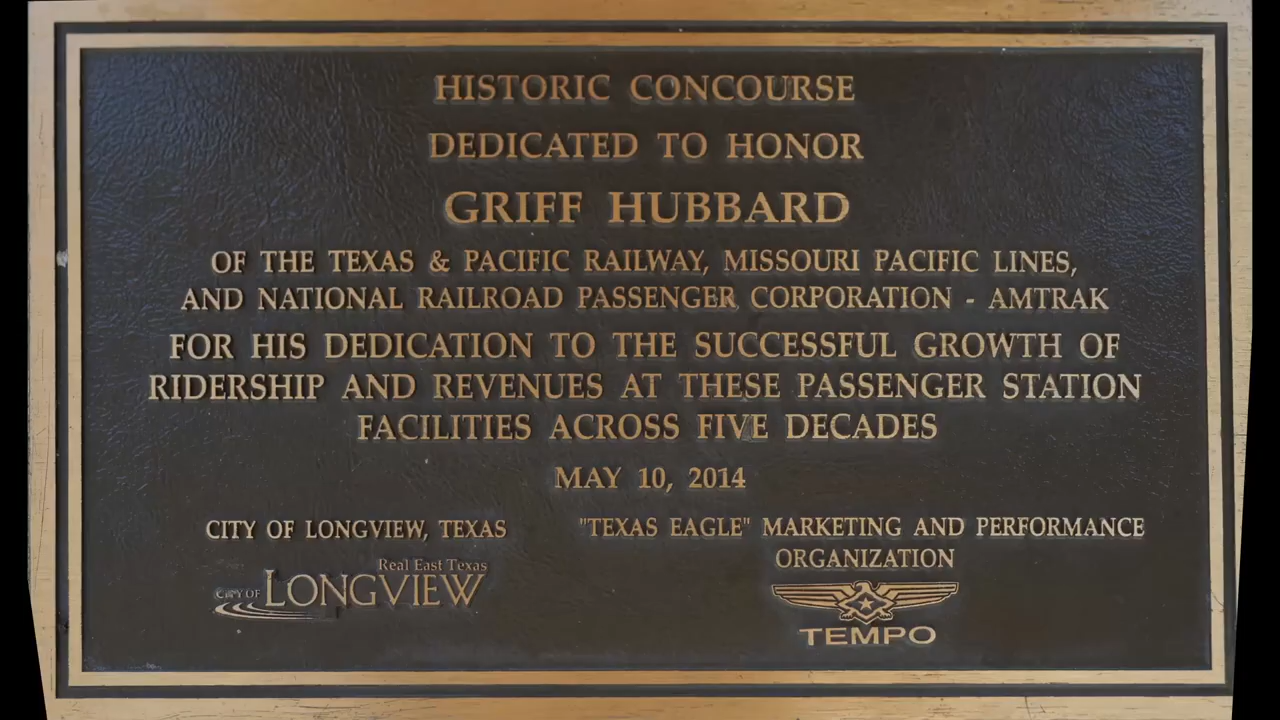 HISTORIC CONCOURSE
DEDICATED TO HONOR
GRIFF HUBBARD
OF THE TEXAS & PACIFIC RAILWAY, MISSOURI PACIFIC LINES,
AND NATIONAL RAILROAD PASSENGER CORPORATION - AMTRAK
FOR HIS DEDICATION TO THE SUCCESSFUL GROWTH OF
RIDERSHIP AND REVENUES AT THESE PASSENGER STATION
FACILITIES ACROSS FIVE DECADES
MAY 10, 2014
CITY OF LONGVIEW, TEXAS
Real East Texas
CITY OF LONGVIEW
"TEXAS EAGLE" MARKETING AND PERFORMANCE
ORGANIZATION
TEMPO